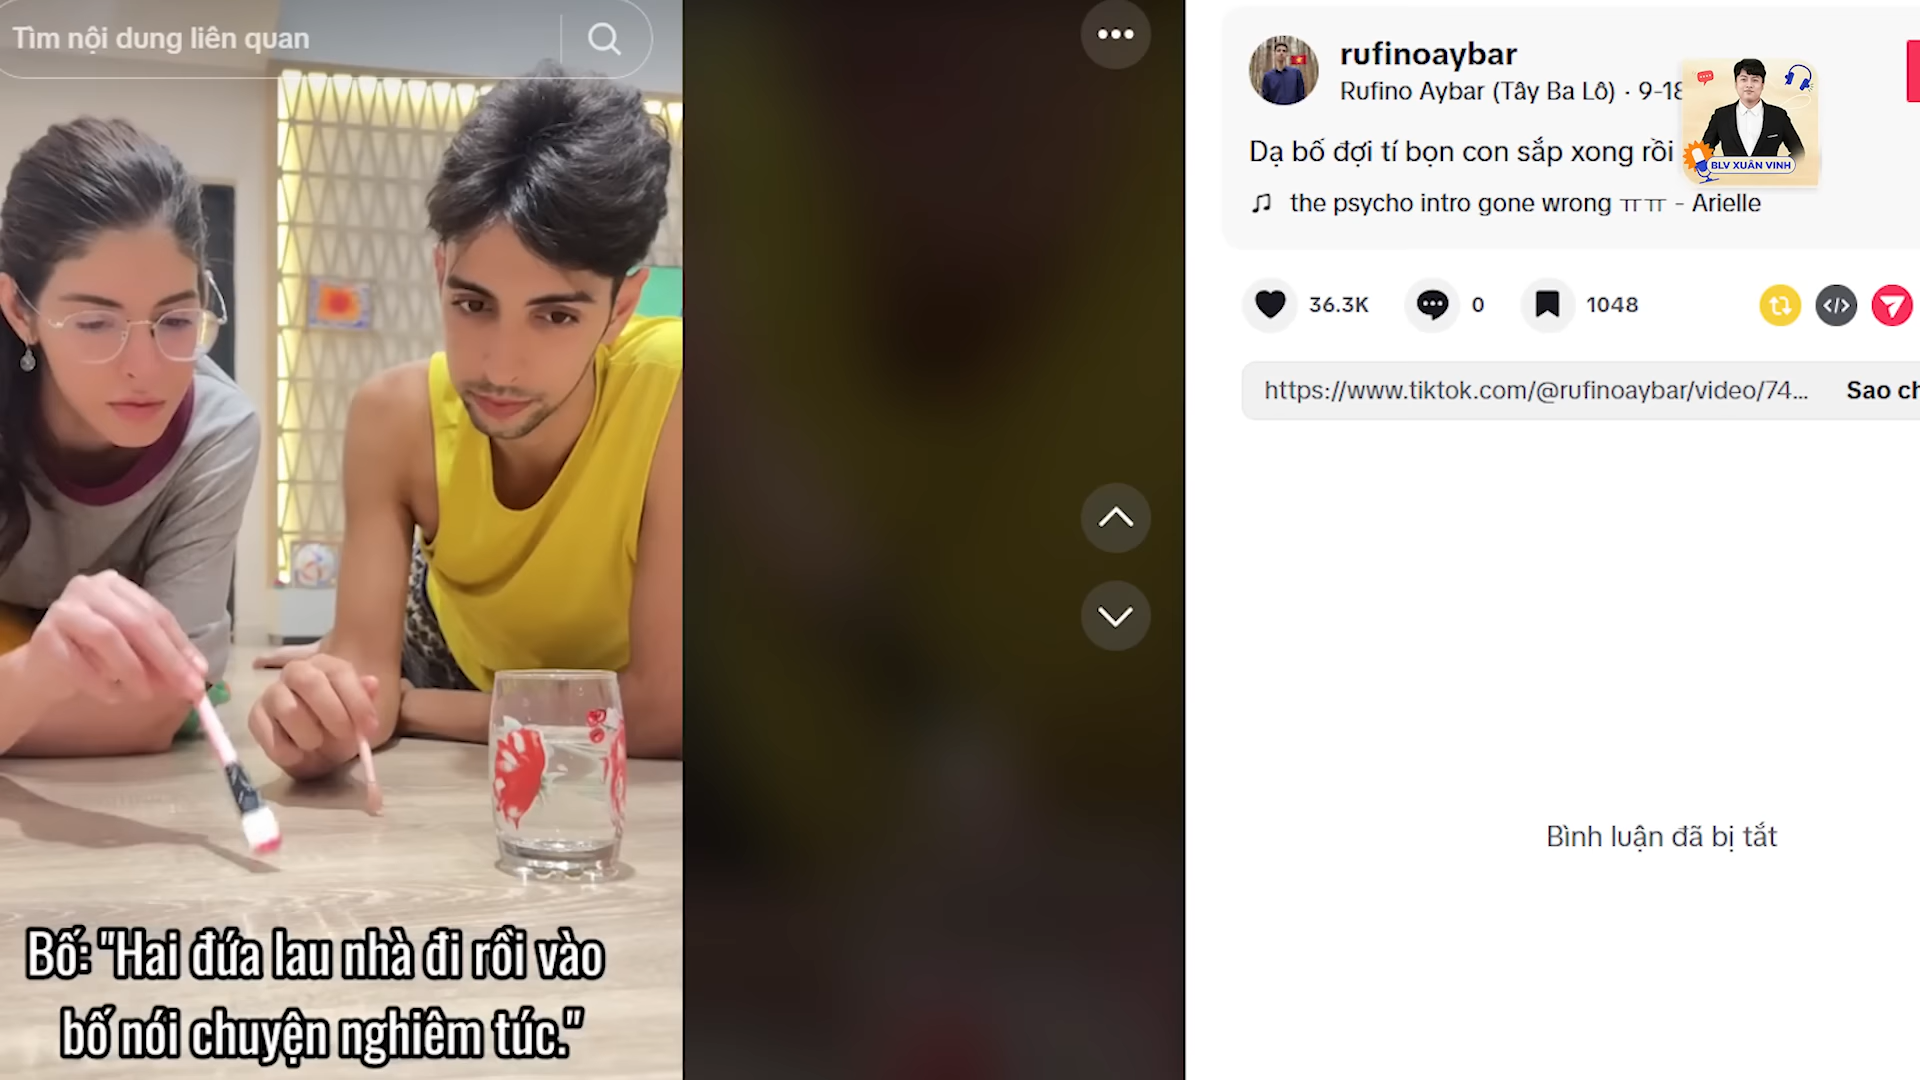 Tìm nội dung liên quan
Bố: "Hai đứa lau nhà đi rồi vào
bố nói chuyện nghiêm túc."
rufinoaybar
Rufino Aybar (Tây Ba Lô) · 9-18
BLV XUÂN VINH
Dạ bố đợi tí bọn con sắp xong rồi
the psycho intro gone wrong ㅠㅠ - Arielle
36.3K
0
1048
https://www.tiktok.com/@rufinoaybar/video/74...
Sao ch
Bình luận đã bị tắt